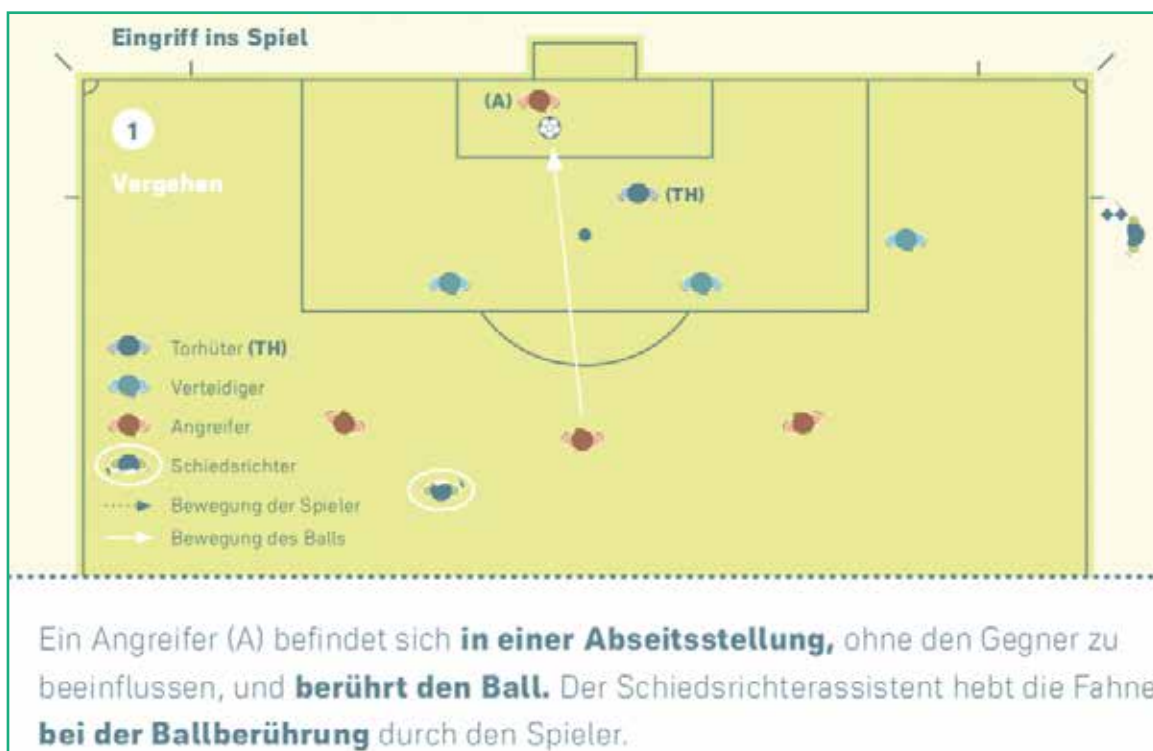 Eingriff ins Spiel
(A)
1
Vergehen
(TH)
Torhüter (TH)
Verteidiger
Angreifer
Schiedsrichter
Bewegung der Spieler
Bewegung des Balls
Ein Angreifer (A) befindet sich in einer Abseitsstellung, ohne den Gegner zu
beeinflussen, und berührt den Ball. Der Schiedsrichterassistent hebt die Fahne
bei der Ballberührung durch den Spieler.